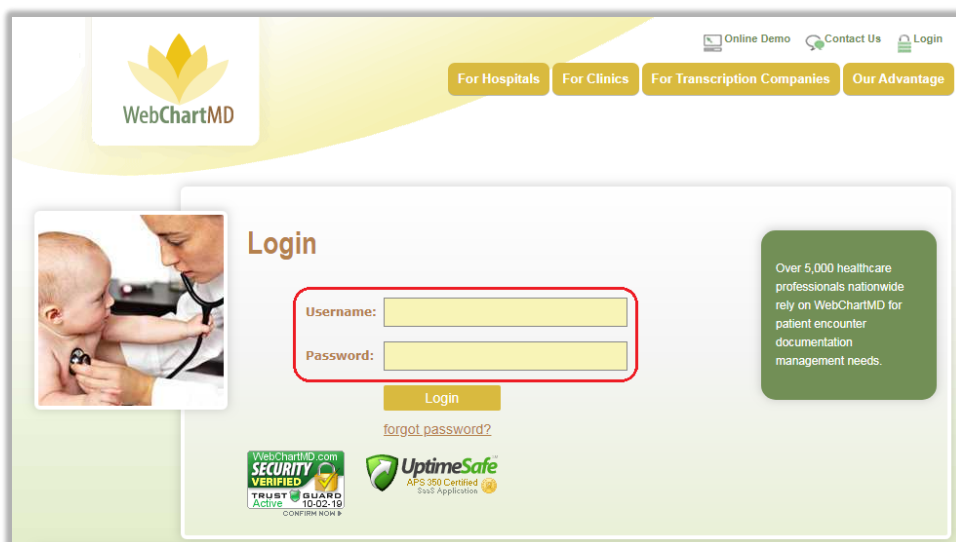 Online Demo
Contact Us
Login
For Hospitals
For Clinics
For Transcription Companies
Our Advantage
WebChartMD
Login
Username:
Password:
Login
forgot password?
Over 5,000 healthcare
professionals nationwide
rely on WebChartMD for
patient encounter
documentation
management needs.
WebChartMD.com
SECURITY
VERIFIED
TRUST GUARD
Active 10-02-19
CONFIRM NOW
UptimeSafe
APS 350 Certified
SaaS Application